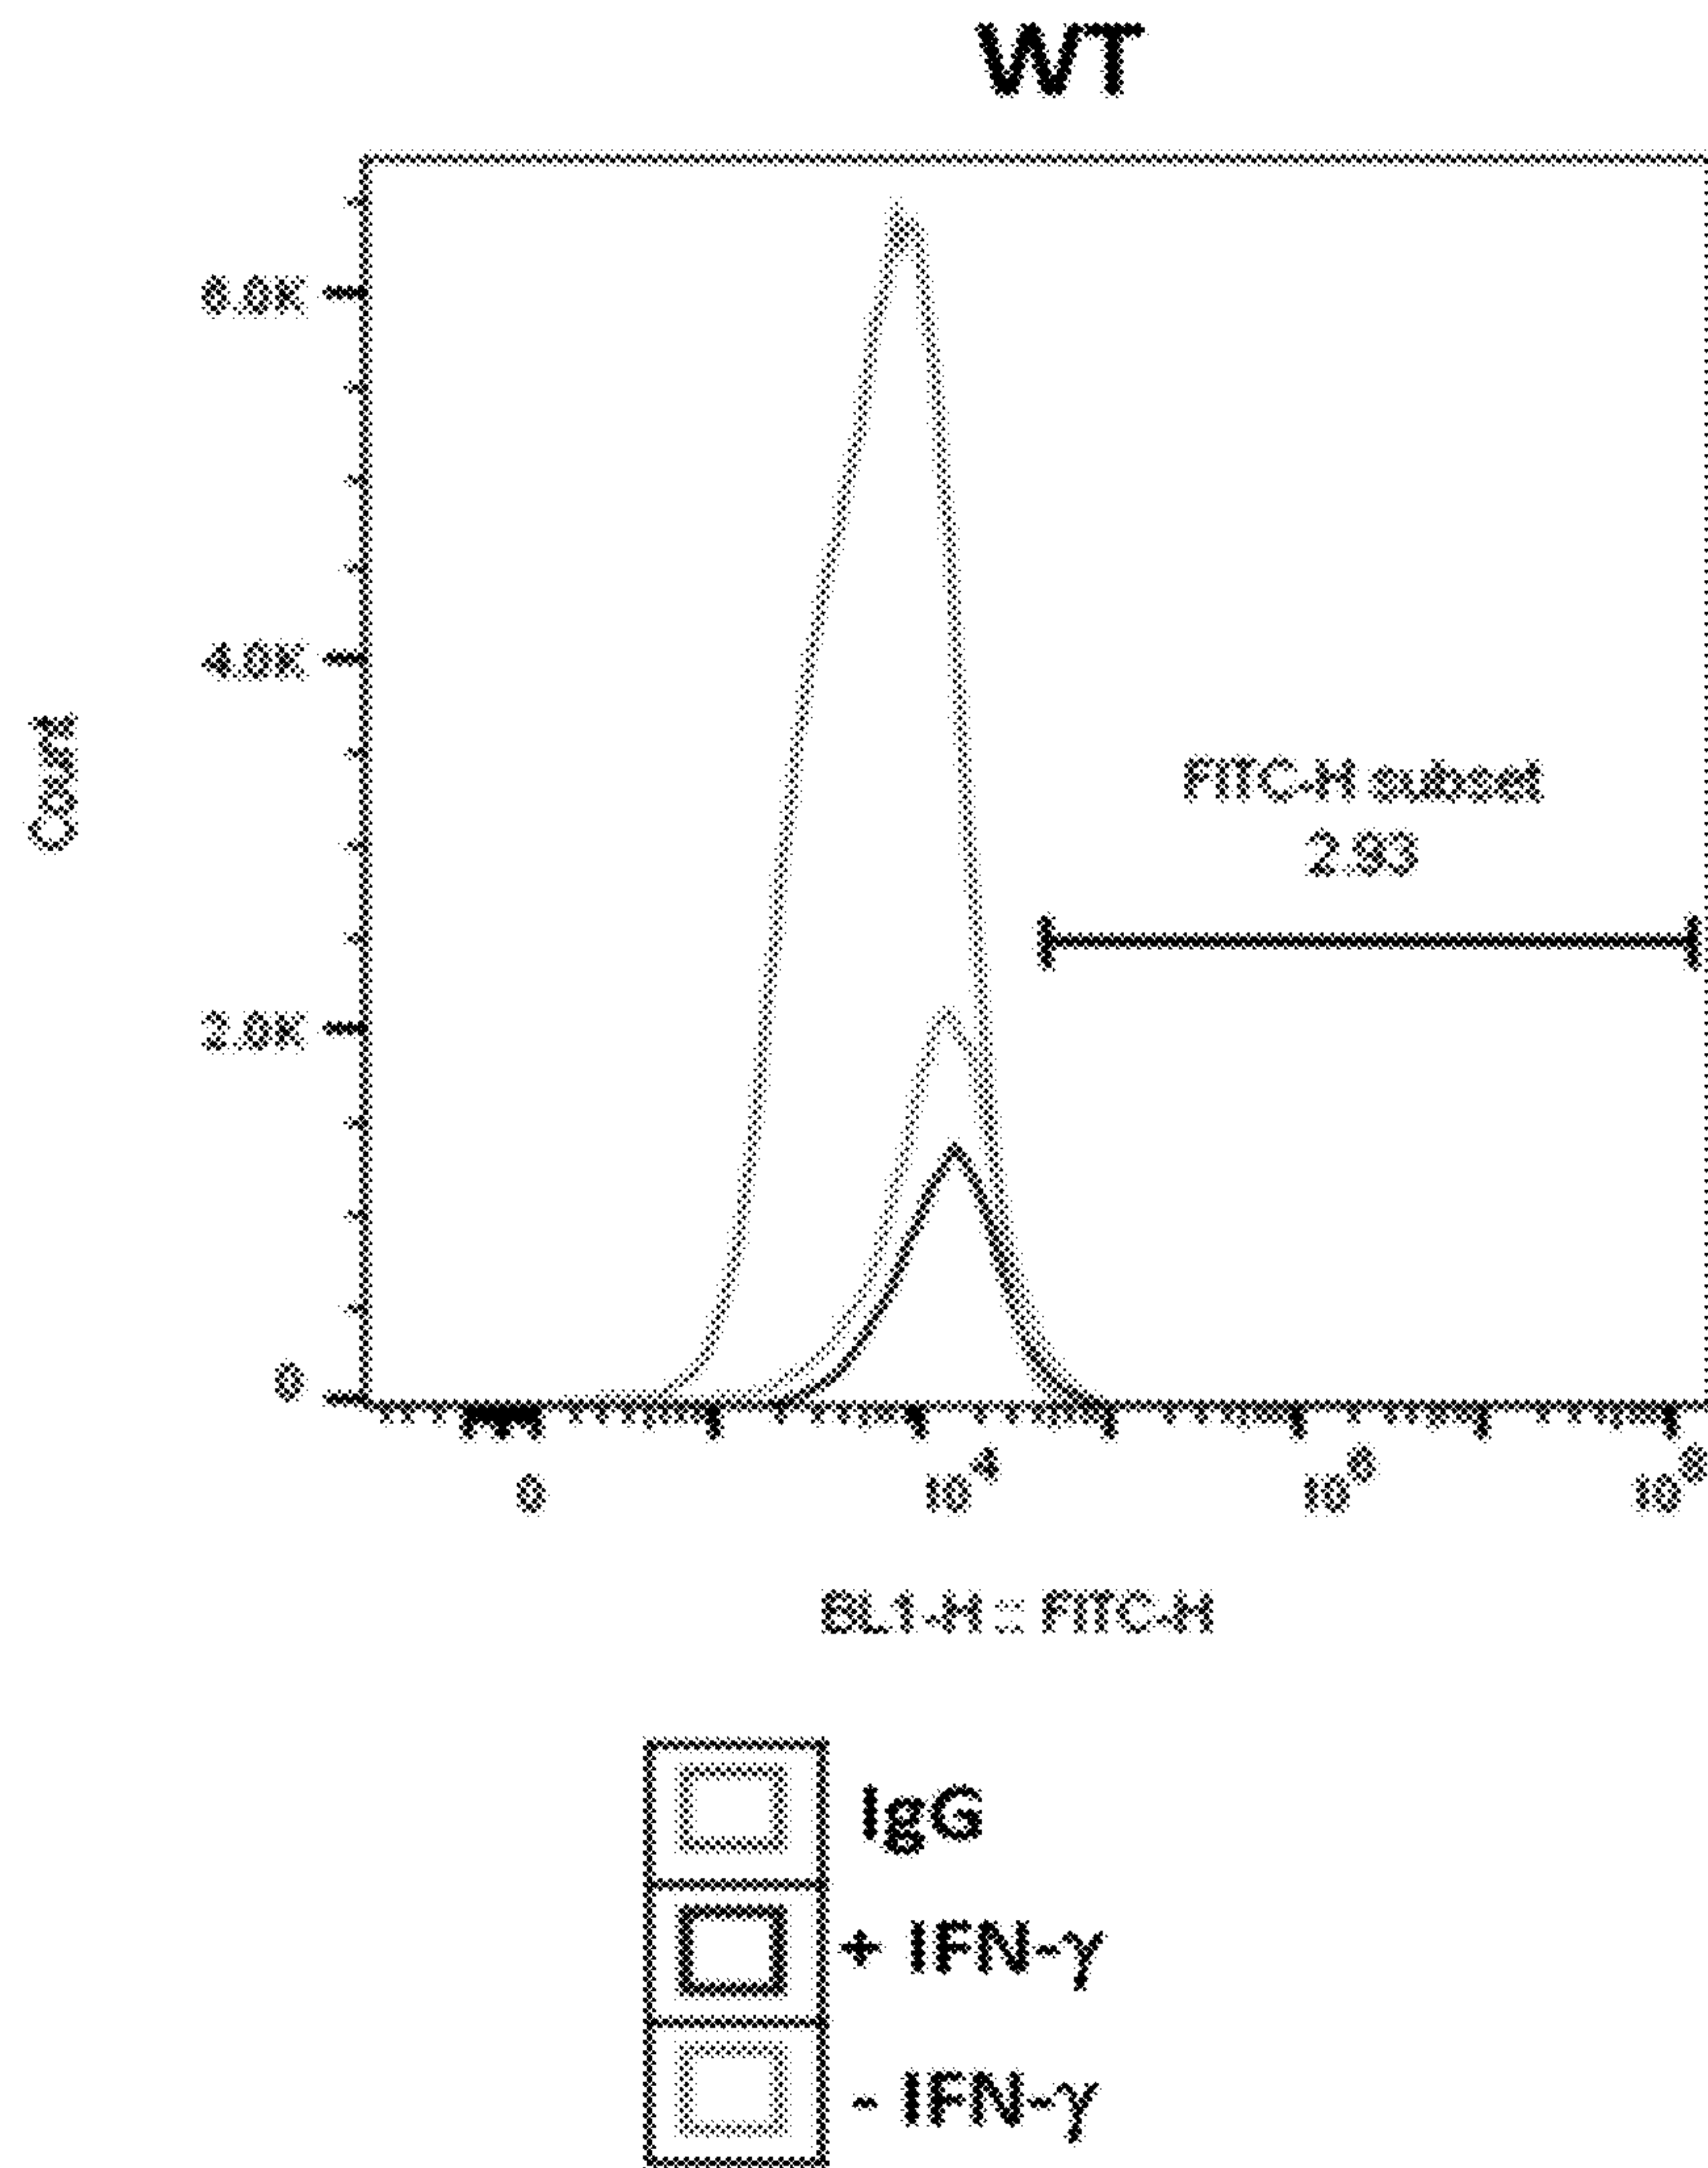 WT
Count
6.0K
4.0K
2.0K
0
FITC-H subset
2.93
0
10^4
10^6
10^8
BL1-H :: FITC-H
IgG
+ IFN-γ
- IFN-γ